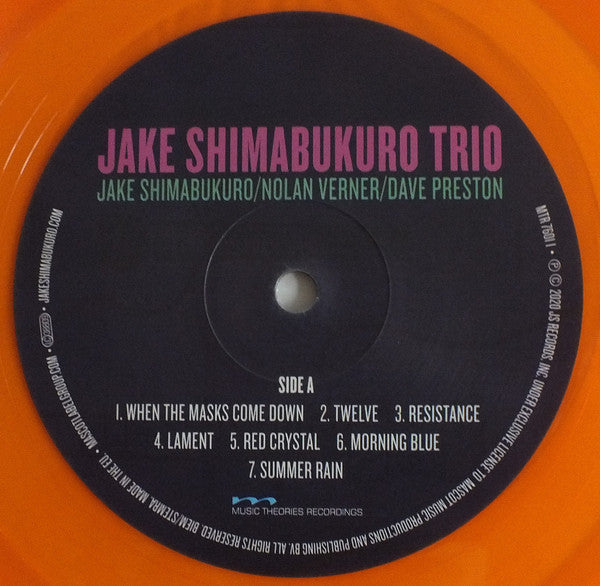 JAKE SHIMABUKURO TRIO
JAKE SHIMABUKURO/NOLAN VERNER/DAVE PRESTON
SIDE A
1. WHEN THE MASKS COME DOWN 2. TWELVE 3. RESISTANCE
4. LAMENT 5. RED CRYSTAL 6. MORNING BLUE
7. SUMMER RAIN
MUSIC THEORIES RECORDINGS
MTR 76011 • ℗ © 2020 JS RECORDS, INC. UNDER EXCLUSIVE LICENSE TO MASCOT MUSIC PRODUCTIONS AND PUBLISHING BV. ALL RIGHTS RESERVED. BIEM/STEMRA. MADE IN THE EU. • MASCOTLABELGROUP.COM • JAKESHIMABUKURO.COM